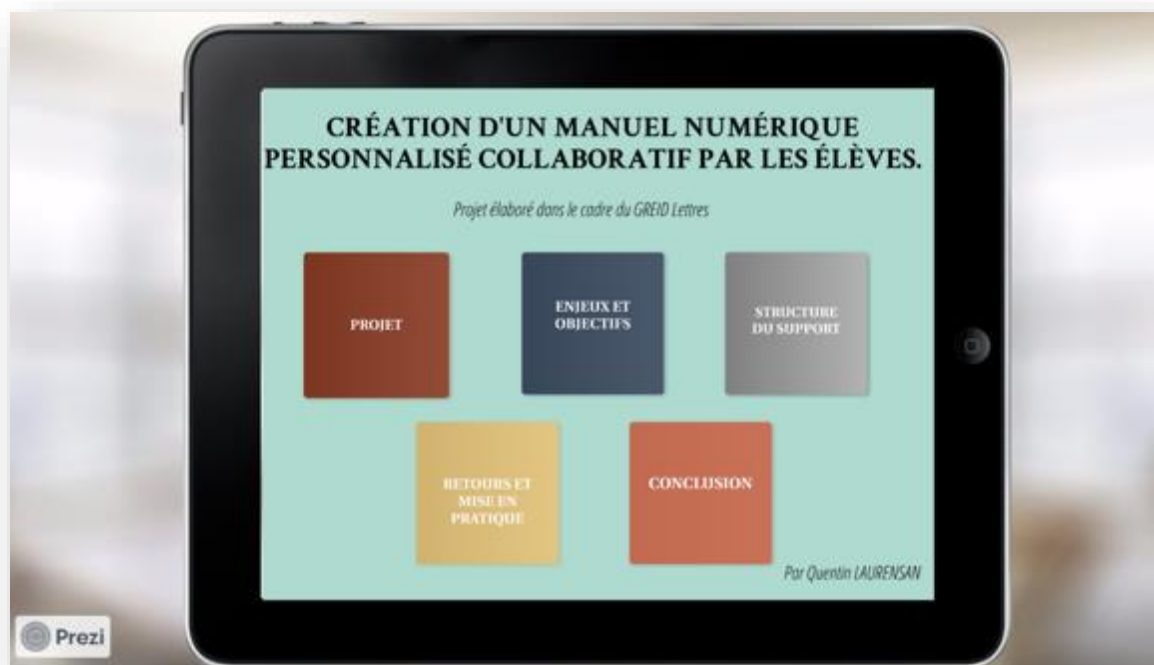 CRÉATION D'UN MANUEL NUMÉRIQUE
PERSONNALISÉ COLLABORATIF PAR LES ÉLÈVES.
Projet élaboré dans le cadre du GREID Lettres
PROJET
ENJEUX ET
OBJECTIFS
STRUCTURE
DU SUPPORT
RETOURS ET
MISE EN
PRATIQUE
CONCLUSION
Par Quentin LAURENSAN
Prezi